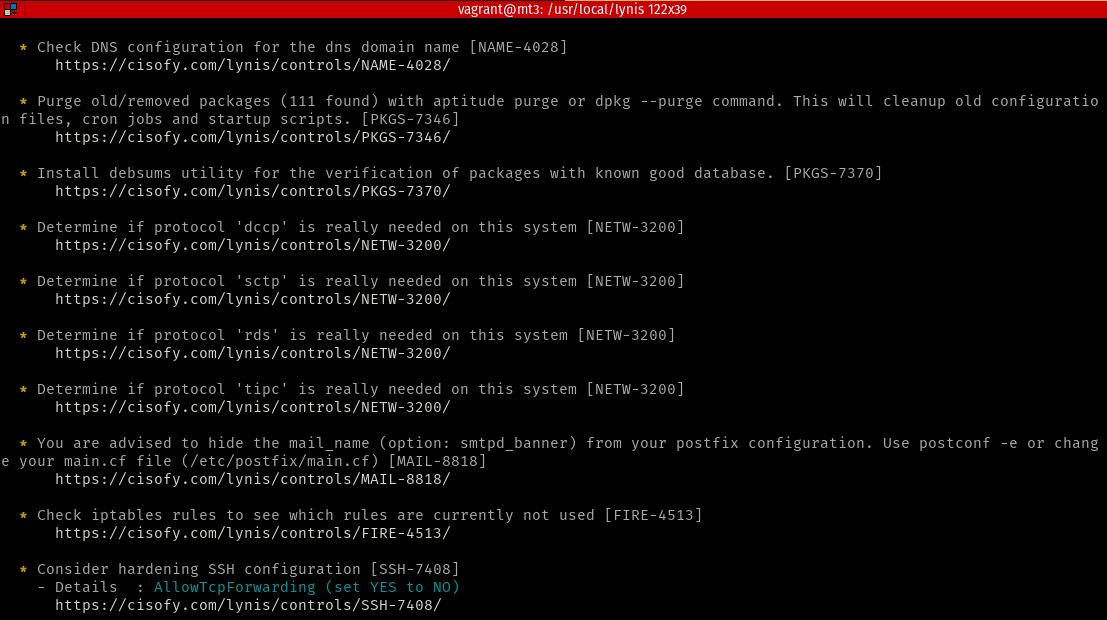 vagrant@mt3: /usr/local/lynis 122x39
* Check DNS configuration for the dns domain name [NAME-4028]
https://cisofy.com/lynis/controls/NAME-4028/
* Purge old/removed packages (111 found) with aptitude purge or dpkg --purge command. This will cleanup old configuratio
n files, cron jobs and startup scripts. [PKGS-7346]
https://cisofy.com/lynis/controls/PKGS-7346/
* Install debsums utility for the verification of packages with known good database. [PKGS-7370]
https://cisofy.com/lynis/controls/PKGS-7370/
* Determine if protocol 'dccp' is really needed on this system [NETW-3200]
https://cisofy.com/lynis/controls/NETW-3200/
* Determine if protocol 'sctp' is really needed on this system [NETW-3200]
https://cisofy.com/lynis/controls/NETW-3200/
* Determine if protocol 'rds' is really needed on this system [NETW-3200]
https://cisofy.com/lynis/controls/NETW-3200/
* Determine if protocol 'tipc' is really needed on this system [NETW-3200]
https://cisofy.com/lynis/controls/NETW-3200/
* You are advised to hide the mail_name (option: smtpd_banner) from your postfix configuration. Use postconf -e or chang
e your main.cf file (/etc/postfix/main.cf) [MAIL-8818]
https://cisofy.com/lynis/controls/MAIL-8818/
* Check iptables rules to see which rules are currently not used [FIRE-4513]
https://cisofy.com/lynis/controls/FIRE-4513/
* Consider hardening SSH configuration [SSH-7408]
- Details  : AllowTcpForwarding (set YES to NO)
https://cisofy.com/lynis/controls/SSH-7408/